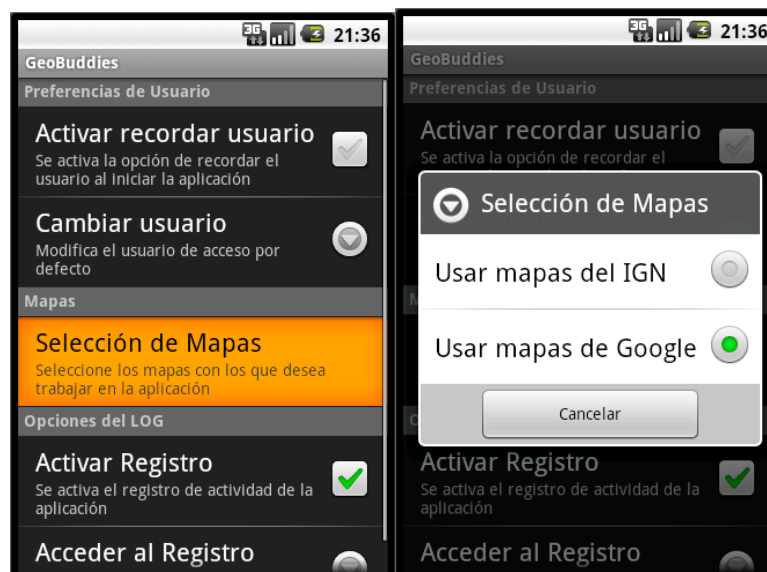 3G 21:36
GeoBuddies
Preferencias de Usuario
Activar recordar usuario
Se activa la opción de recordar el
usuario al iniciar la aplicación
Cambiar usuario
Modifica el usuario de acceso por
defecto
Mapas
Selección de Mapas
Seleccione los mapas con los que desea
trabajar en la aplicación
Opciones del LOG
Activar Registro
Se activa el registro de actividad de la
aplicación
Acceder al Registro
3G 21:36
GeoBuddies
Preferencias de Usuario
Activar recordar usuario
Se activa la opción de recordar el
Selección de Mapas
Usar mapas del IGN
Usar mapas de Google
Cancelar
Activar Registro
Se activa el registro de actividad de la
aplicación
Acceder al Registro